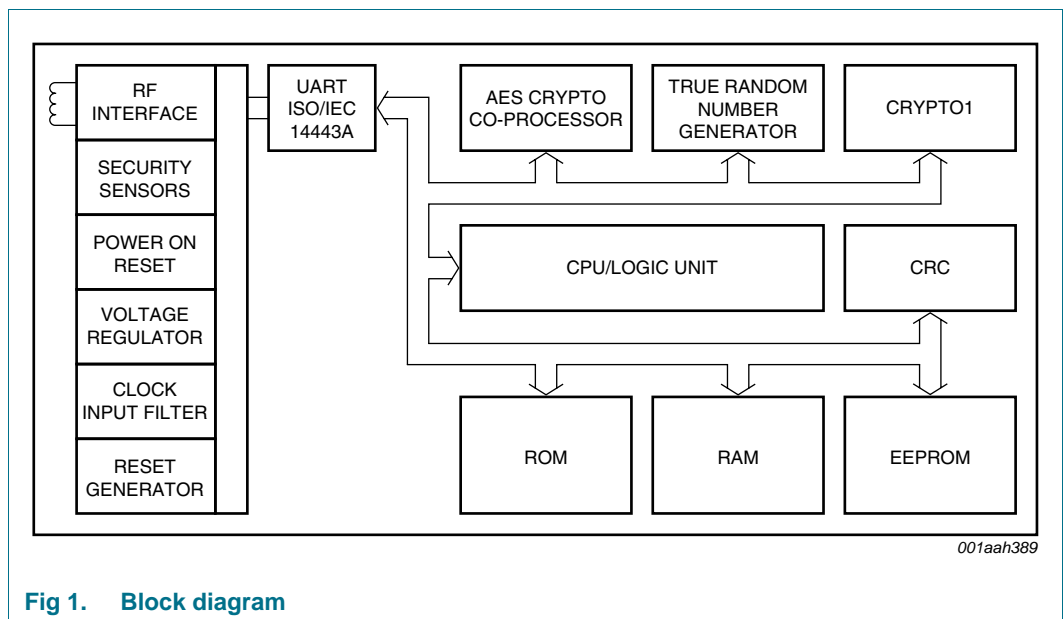 RF
INTERFACE
SECURITY
SENSORS
POWER ON
RESET
VOLTAGE
REGULATOR
CLOCK
INPUT FILTER
RESET
GENERATOR
UART
ISO/IEC
14443A
AES CRYPTO
CO-PROCESSOR
TRUE RANDOM
NUMBER
GENERATOR
CRYPTO1
CPU/LOGIC UNIT
CRC
ROM
RAM
EEPROM
001aah389
Fig 1. Block diagram